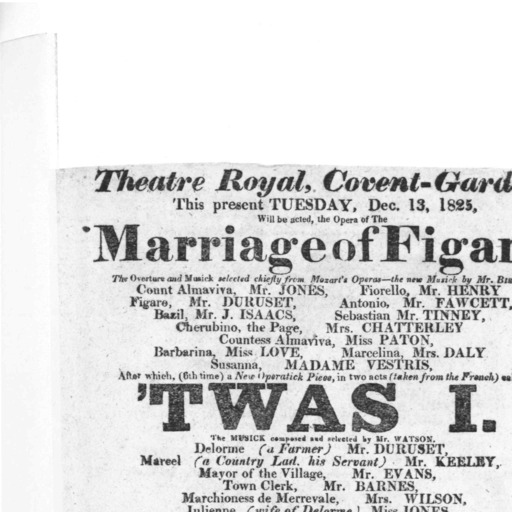 Theatre Royal, Covent-Gard
This present TUESDAY, Dec. 13, 1825,
Will be acted, the Opera of The
Marriage of Figar
The Overture and Musick selected chiefly from Mozart's Operas—the new Musick by Mr.
Count Almaviva, Mr. JONES, Fiorello, Mr. HENRY
Figaro, Mr. DURUSET, Antonio, Mr. FAWCETT,
Bazil, Mr. J. ISAACS, Sebastian Mr. TINNEY,
Cherubino, the Page, Mrs. CHATTERLEY
Countess Almaviva, Miss PATON,
Barbarina, Miss LOVE, Marcelina, Mrs. DALY
Susanna, MADAME VESTRIS,
After which, (6th time) a New Operatick Piece, in two acts (taken from the French) ca
'TWAS I.
The MUSICK composed and selected by Mr. WATSON.
Delorme (a Farmer) Mr. DURUSET,
Marcel (a Country Lad, his Servant) Mr. KEELEY,
Mayor of the Village, Mr. EVANS,
Town Clerk, Mr. BARNES,
Marchioness de Merrevale, Mrs. WILSON,
Julienne (wife of Delorme) Miss JONES